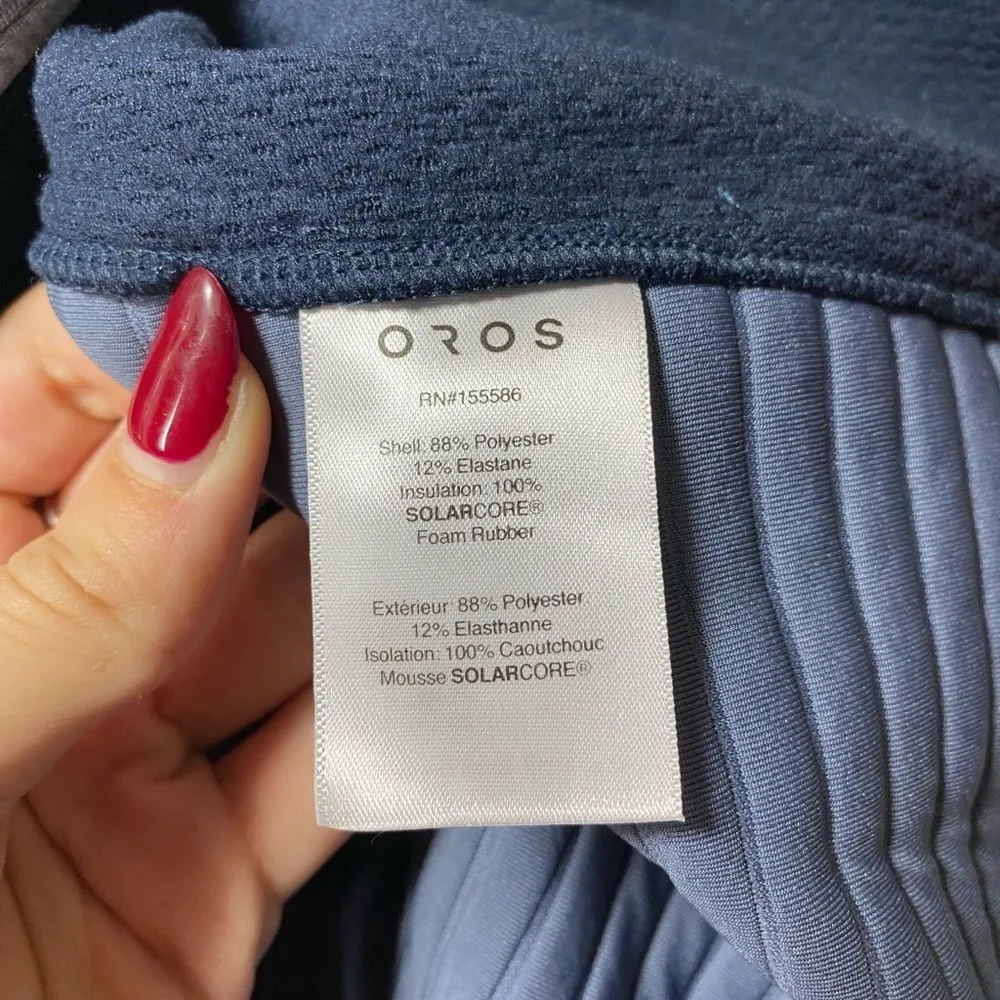 OROS
RN#155586
Shell: 88% Polyester
12% Elastane
Insulation: 100%
SOLARCORE®
Foam Rubber
Extérieur: 88% Polyester
12% Elasthanne
Isolation: 100% Caoutchouc
Mousse SOLARCORE®